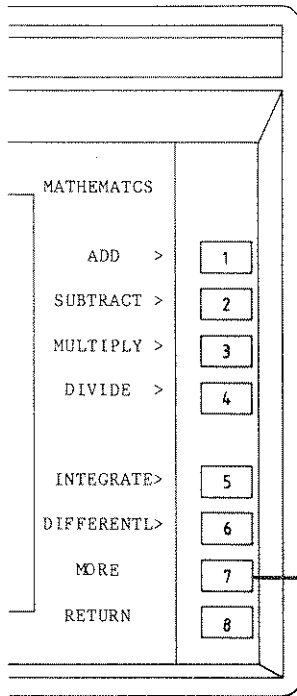 MATHEMATCS
ADD > 1
SUBTRACT > 2
MULTIPLY > 3
DIVIDE > 4
INTEGRATE> 5
DIFFERENTL> 6
MORE 7
RETURN 8